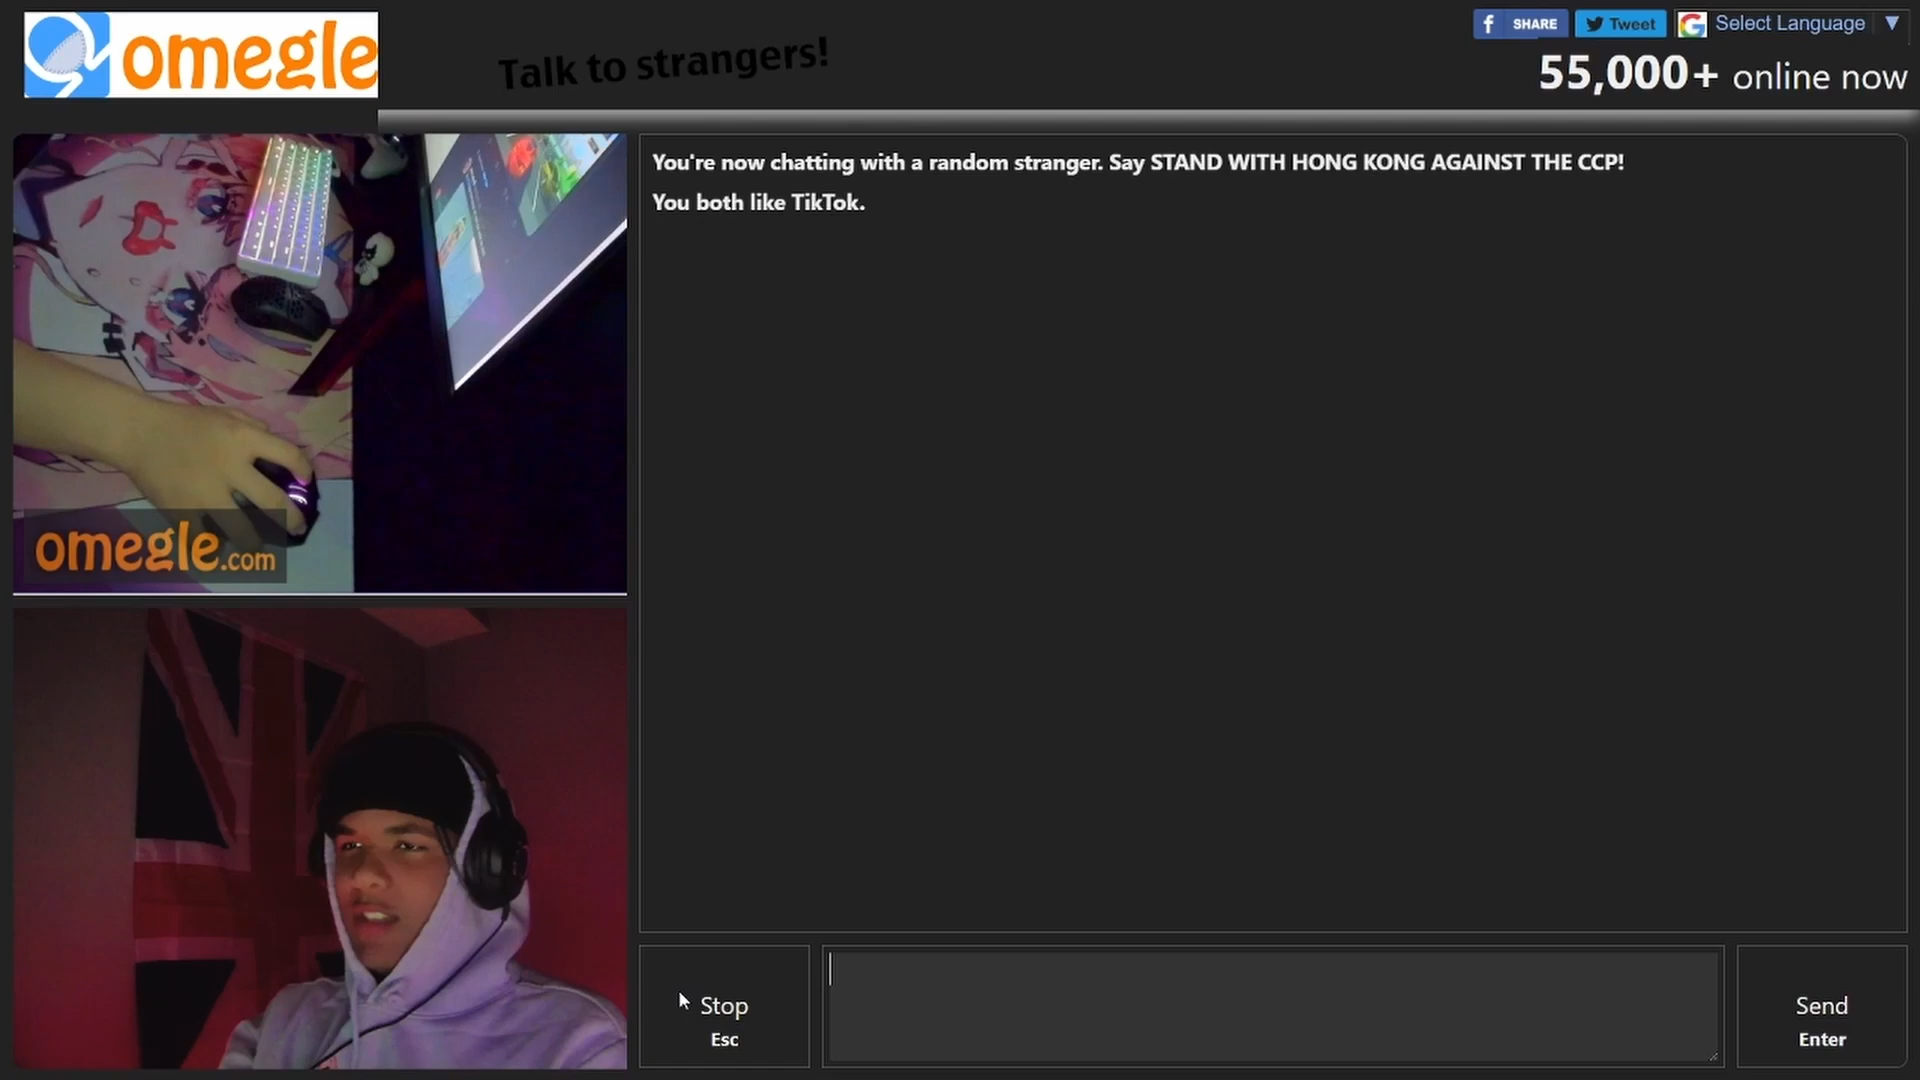 omegle
Talk to strangers!
f SHARE
Tweet
G Select Language ▼
55,000+ online now
You're now chatting with a random stranger. Say STAND WITH HONG KONG AGAINST THE CCP!
You both like TikTok.
omegle.com
Stop
Esc
Send
Enter